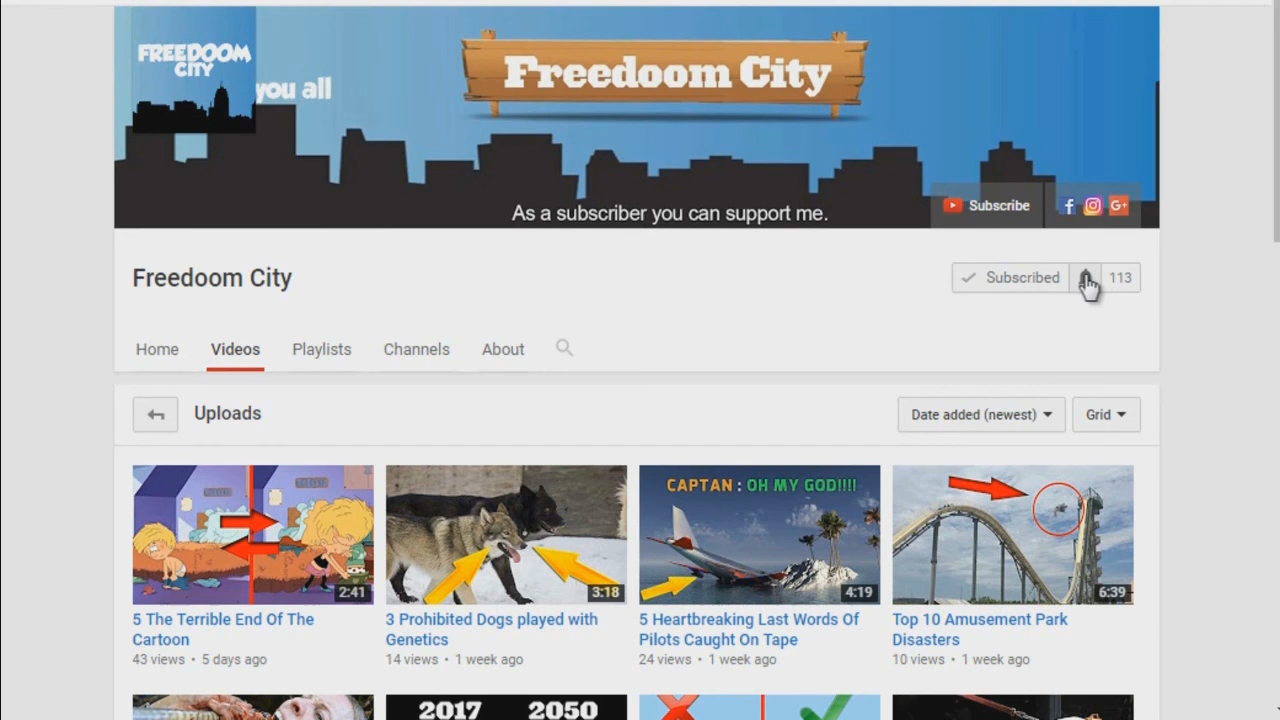 FREEDOOM
CITY
you all
Freedoom City
As a subscriber you can support me.
Subscribe
G+
Freedoom City
Subscribed
113
Home
Videos
Playlists
Channels
About
Uploads
Date added (newest)
Grid
CAPTAN : OH MY GOD!!!!
2:41
3:18
4:19
6:39
5 The Terrible End Of The
Cartoon
43 views • 5 days ago
3 Prohibited Dogs played with
Genetics
14 views • 1 week ago
5 Heartbreaking Last Words Of
Pilots Caught On Tape
24 views • 1 week ago
Top 10 Amusement Park
Disasters
10 views • 1 week ago
2017 2050